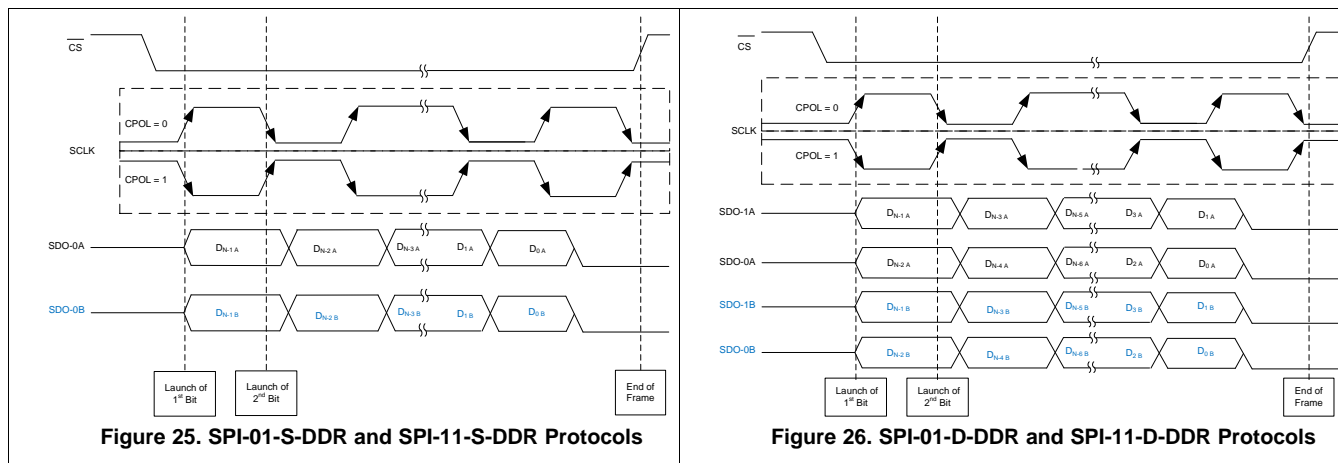 CS
CPOL = 0
SCLK
CPOL = 1
SDO-0A
DN-1 A
DN-2 A
DN-3 A
D1 A
D0 A
SDO-0B
DN-1 B
DN-2 B
DN-3 B
D1 B
D0 B
Launch of
1st Bit
Launch of
2nd Bit
End of
Frame
Figure 25. SPI-01-S-DDR and SPI-11-S-DDR Protocols
CS
CPOL = 0
SCLK
CPOL = 1
SDO-1A
DN-1 A
DN-3 A
DN-5 A
D3 A
D1 A
SDO-0A
DN-2 A
DN-4 A
DN-6 A
D2 A
D0 A
SDO-1B
DN-1 B
DN-3 B
DN-5 B
D3 B
D1 B
SDO-0B
DN-2 B
DN-4 B
DN-6 B
D2 B
D0 B
Launch of
1st Bit
Launch of
2nd Bit
End of
Frame
Figure 26. SPI-01-D-DDR and SPI-11-D-DDR Protocols